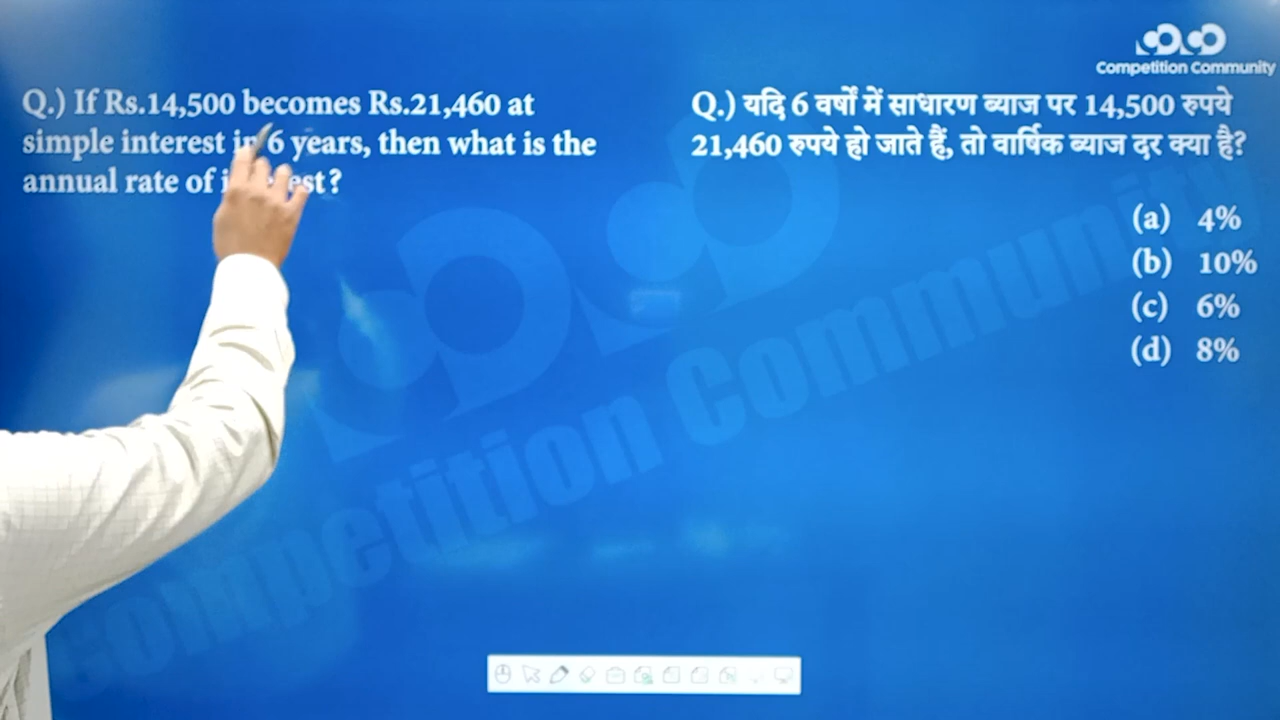 Competition Community
Q.) If Rs.14,500 becomes Rs.21,460 at
simple interest in 6 years, then what is the
annual rate of interest?
Q.) यदि 6 वर्षों में साधारण ब्याज पर 14,500 रुपये
21,460 रुपये हो जाते हैं, तो वार्षिक ब्याज दर क्या है?
(a) 4%
(b) 10%
(c) 6%
(d) 8%
Competition Community